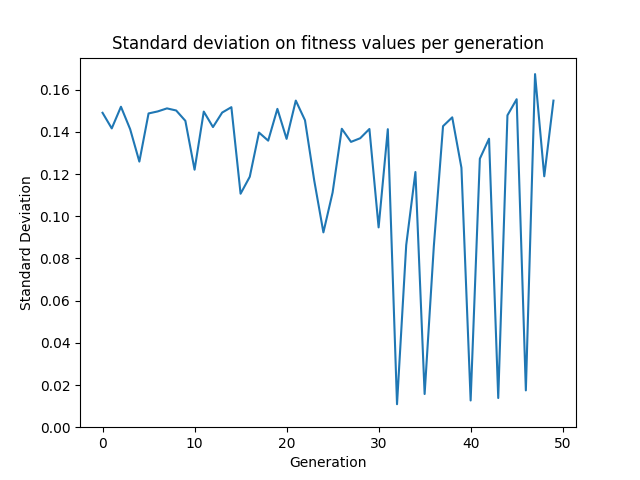 Standard deviation on fitness values per generation
0.16
0.14
0.12
0.10
0.08
0.06
0.04
0.02
0.00
Standard Deviation
0 10 20 30 40 50
Generation